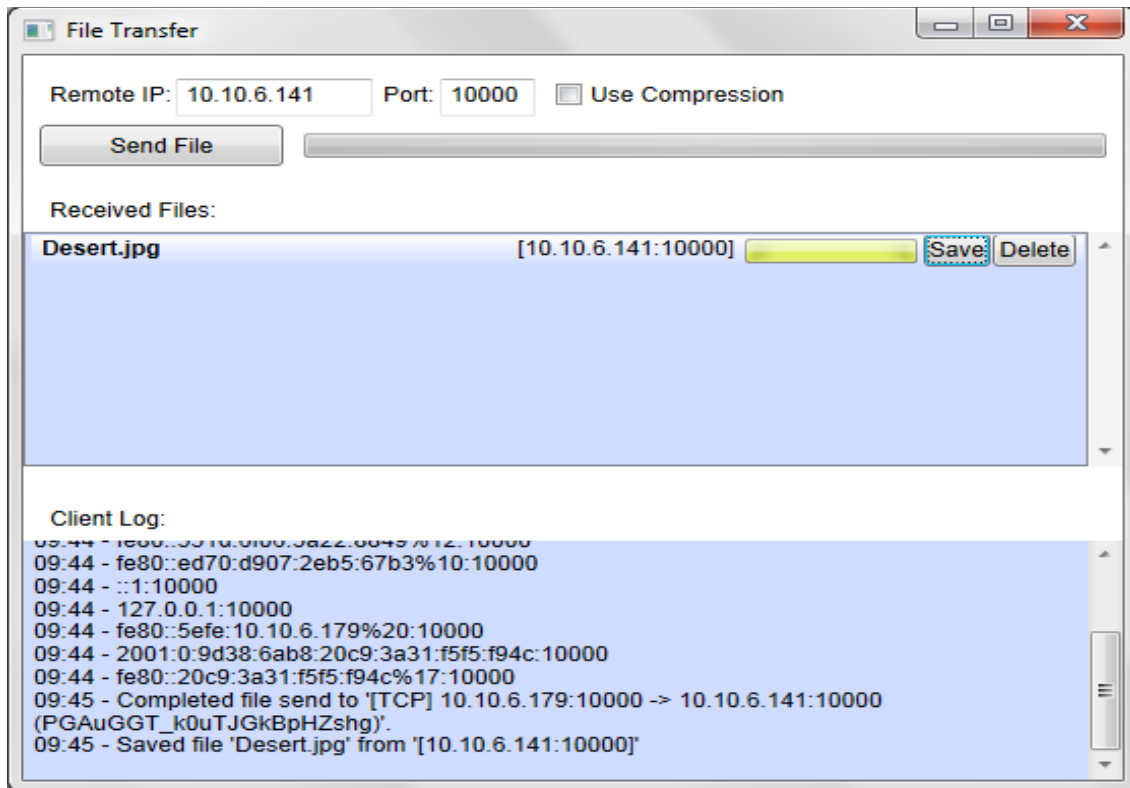 File Transfer
Remote IP: 10.10.6.141 Port: 10000 Use Compression
Send File
Received Files:
Desert.jpg [10.10.6.141:10000] Save Delete
Client Log:
09:44 - fe80::ed70:d907:2eb5:67b3%10:10000
09:44 - ::1:10000
09:44 - 127.0.0.1:10000
09:44 - fe80::5efe:10.10.6.179%20:10000
09:44 - 2001:0:9d38:6ab8:20c9:3a31:f5f5:f94c:10000
09:44 - fe80::20c9:3a31:f5f5:f94c%17:10000
09:45 - Completed file send to '[TCP] 10.10.6.179:10000 -> 10.10.6.141:10000
(PGAuGGT_k0uTJGkBpHZshg)'.
09:45 - Saved file 'Desert.jpg' from '[10.10.6.141:10000]'